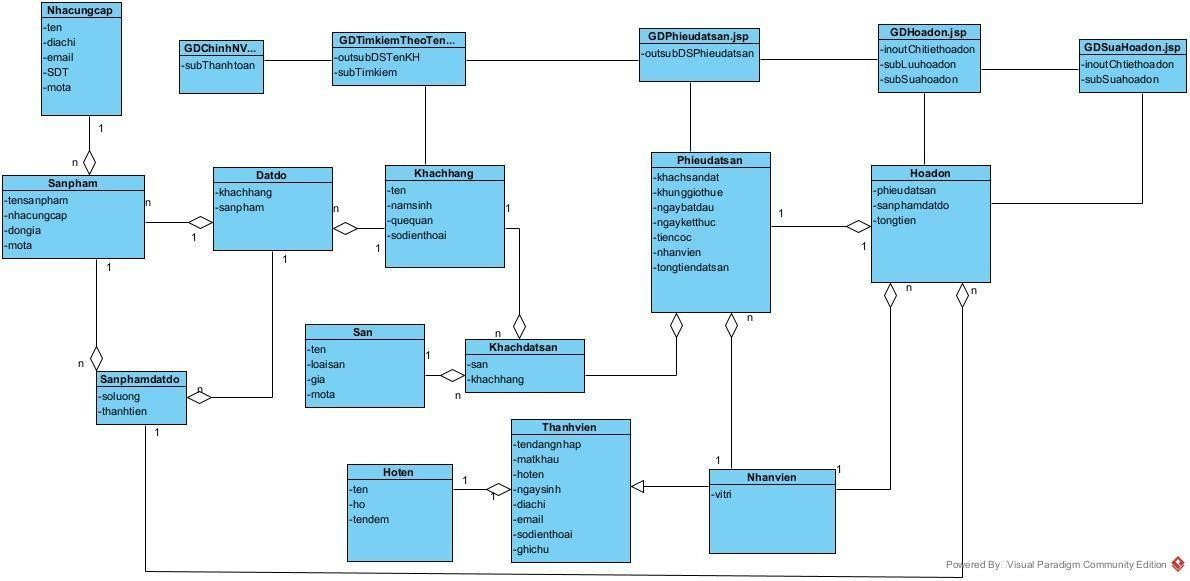 Nhacungcap
-ten
-diachi
-email
-SDT
-mota
GDChinhNV...
-subThanhtoan
GDTimkiemTheoTen...
-outsubDSTenKH
-subTimkiem
GDPhieudatsan.jsp
-outsubDSPhieudatsan
GDHoadon.jsp
-inoutChitiethoadon
-subLuuhoadon
-subSuahoadon
GDSuaHoadon.jsp
-inoutChtiethoadon
-subSuahoadon
1
n
Sanpham
-tensanpham
-nhacungcap
-dongia
-mota
n
1
Datdo
-khachhang
-sanpham
n
1
Khachhang
-ten
-namsinh
-quequan
-sodienthoai
1
Phieudatsan
-khachsandat
-khunggiothue
-ngaybatdau
-ngayketthuc
-tiencoc
-nhanvien
-tongtiendatsan
1
1
Hoadon
-phieudatsan
-sanphamdatdo
-tongtien
1
1
n
n
n
n
San
-ten
-loaisan
-gia
-mota
1
n
Khachdatsan
-san
-khachhang
n
Sanphamdatdo
-soluong
-thanhtien
n
1
Thanhvien
-tendangnhap
-matkhau
-hoten
-ngaysinh
-diachi
-email
-sodienthoai
-ghichu
Hoten
-ten
-ho
-tendem
1
1
1
Nhanvien
-vitri
1
Powered By Visual Paradigm Community Edition